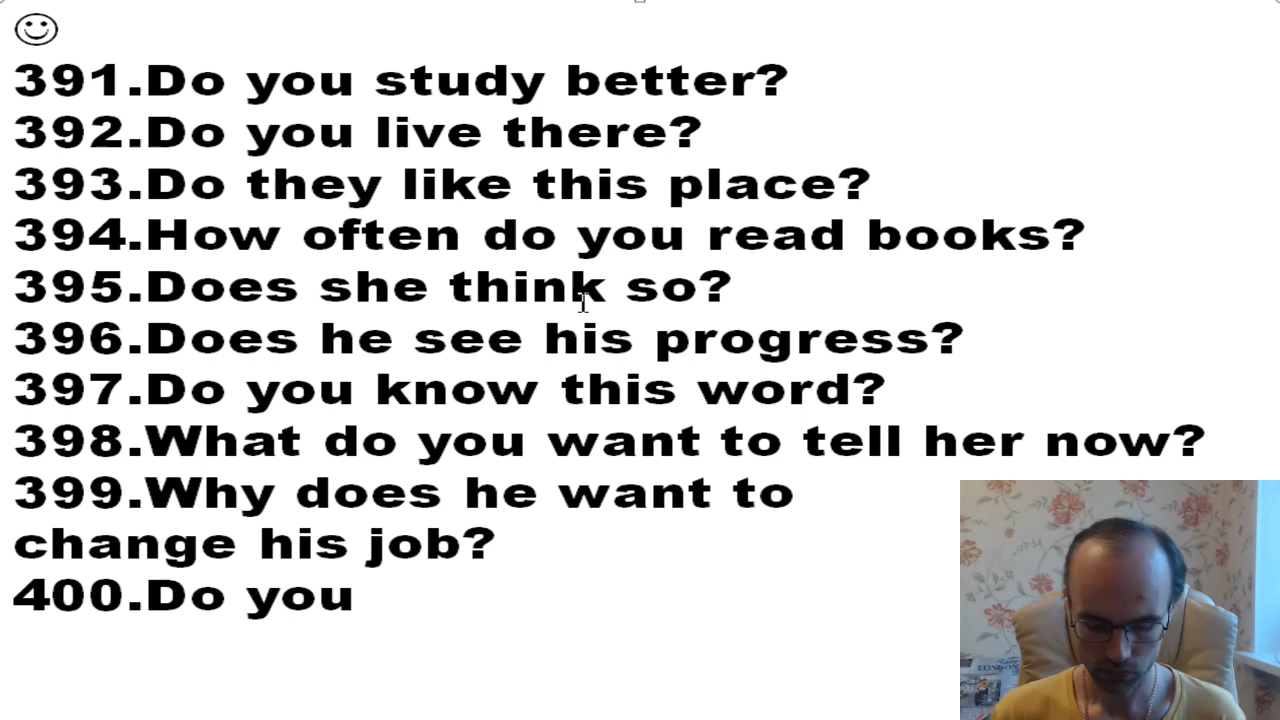 391.Do you study better?
392.Do you live there?
393.Do they like this place?
394.How often do you read books?
395.Does she think so?
396.Does he see his progress?
397.Do you know this word?
398.What do you want to tell her now?
399.Why does he want to
change his job?
400.Do you
LONDON